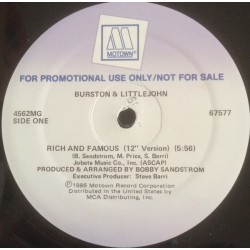 MOTOWN
FOR PROMOTIONAL USE ONLY/NOT FOR SALE
BURSTON & LITTLEJOHN
4562MG
SIDE ONE
67577
RICH AND FAMOUS (12" Version) (5:56)
(B. Sandstrom, M. Price, S. Barri)
Jobete Music Co., Inc. (ASCAP)
PRODUCED & ARRANGED BY BOBBY SANDSTROM
Executive Producer: Steve Barri
©1986 Motown Record Corporation
Distributed in the United States by
MCA Distributing, Inc.